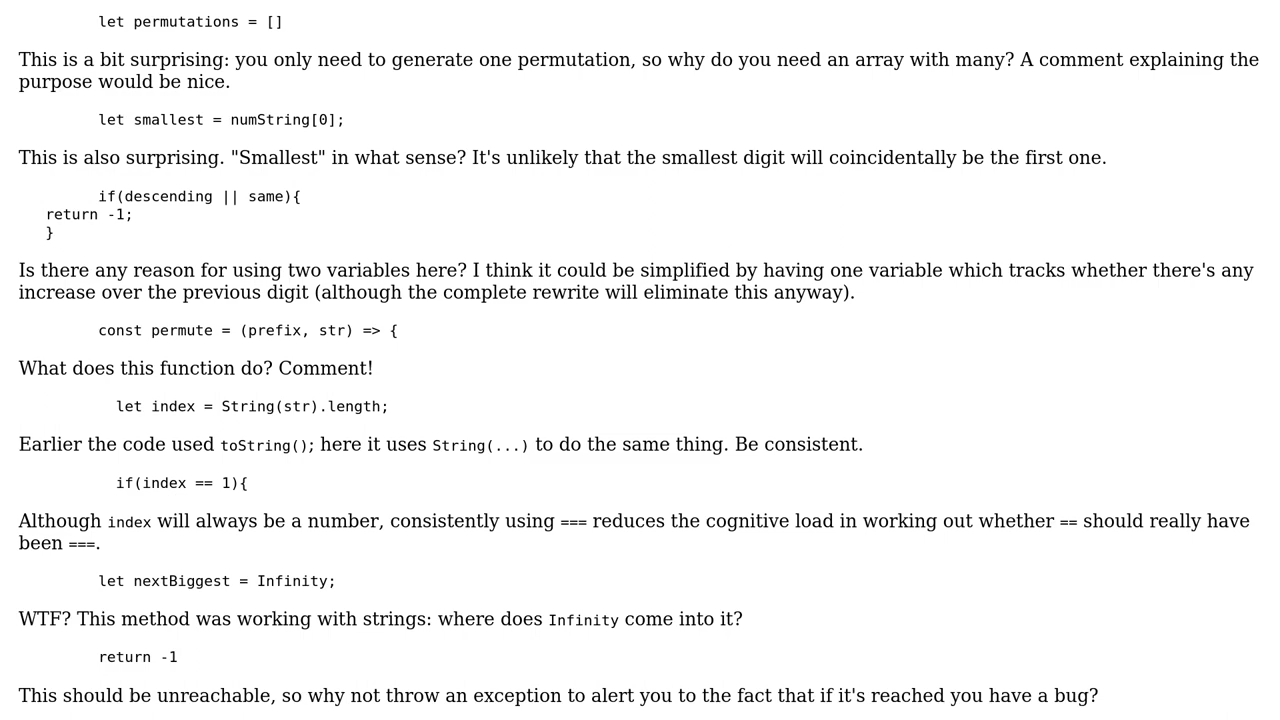 let permutations = []
This is a bit surprising: you only need to generate one permutation, so why do you need an array with many? A comment explaining the
purpose would be nice.
let smallest = numString[0];
This is also surprising. "Smallest" in what sense? It's unlikely that the smallest digit will coincidentally be the first one.
if(descending || same){
return -1;
}
Is there any reason for using two variables here? I think it could be simplified by having one variable which tracks whether there's any
increase over the previous digit (although the complete rewrite will eliminate this anyway).
const permute = (prefix, str) => {
What does this function do? Comment!
let index = String(str).length;
Earlier the code used toString(); here it uses String(...) to do the same thing. Be consistent.
if(index == 1){
Although index will always be a number, consistently using === reduces the cognitive load in working out whether == should really have
been ===.
let nextBiggest = Infinity;
WTF? This method was working with strings: where does Infinity come into it?
return -1
This should be unreachable, so why not throw an exception to alert you to the fact that if it's reached you have a bug?